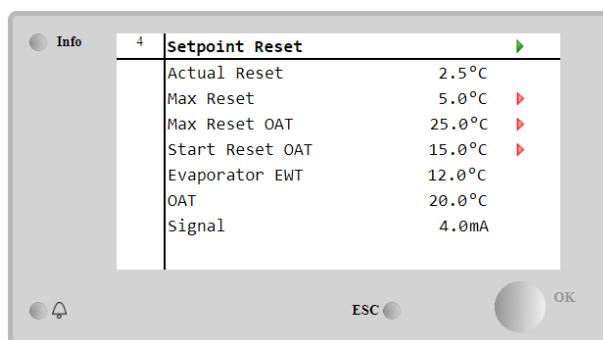 Info
4 Setpoint Reset
Actual Reset 2.5°C
Max Reset 5.0°C
Max Reset OAT 25.0°C
Start Reset OAT 15.0°C
Evaporator EWT 12.0°C
OAT 20.0°C
Signal 4.0mA
ESC
OK